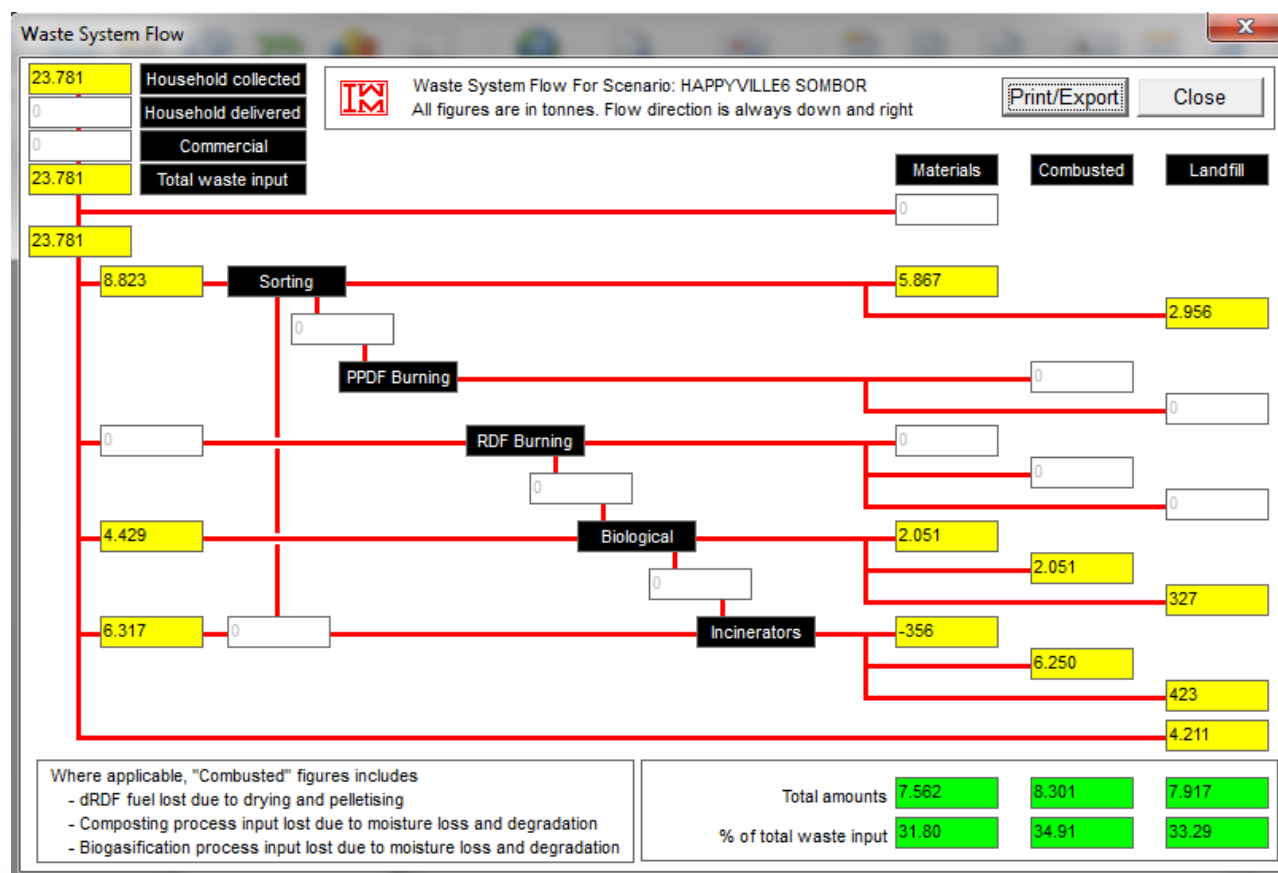 Waste System Flow
X
23.781 Household collected
0 Household delivered
0 Commercial
23.781 Total waste input
IWM
Waste System Flow For Scenario: HAPPYVILLE6 SOMBOR
All figures are in tonnes. Flow direction is always down and right
Print/Export
Close
Materials Combusted Landfill
0
23.781
8.823 Sorting 5.867
2.956
0
PPDF Burning 0
0
0 RDF Burning 0
0
0
0
4.429 Biological 2.051
2.051
0
327
6.317 0 Incinerators -356
6.250
423
4.211
Where applicable, "Combusted" figures includes
- dRDF fuel lost due to drying and pelletising
- Composting process input lost due to moisture loss and degradation
- Biogasification process input lost due to moisture loss and degradation
Total amounts 7.562 8.301 7.917
% of total waste input 31.80 34.91 33.29